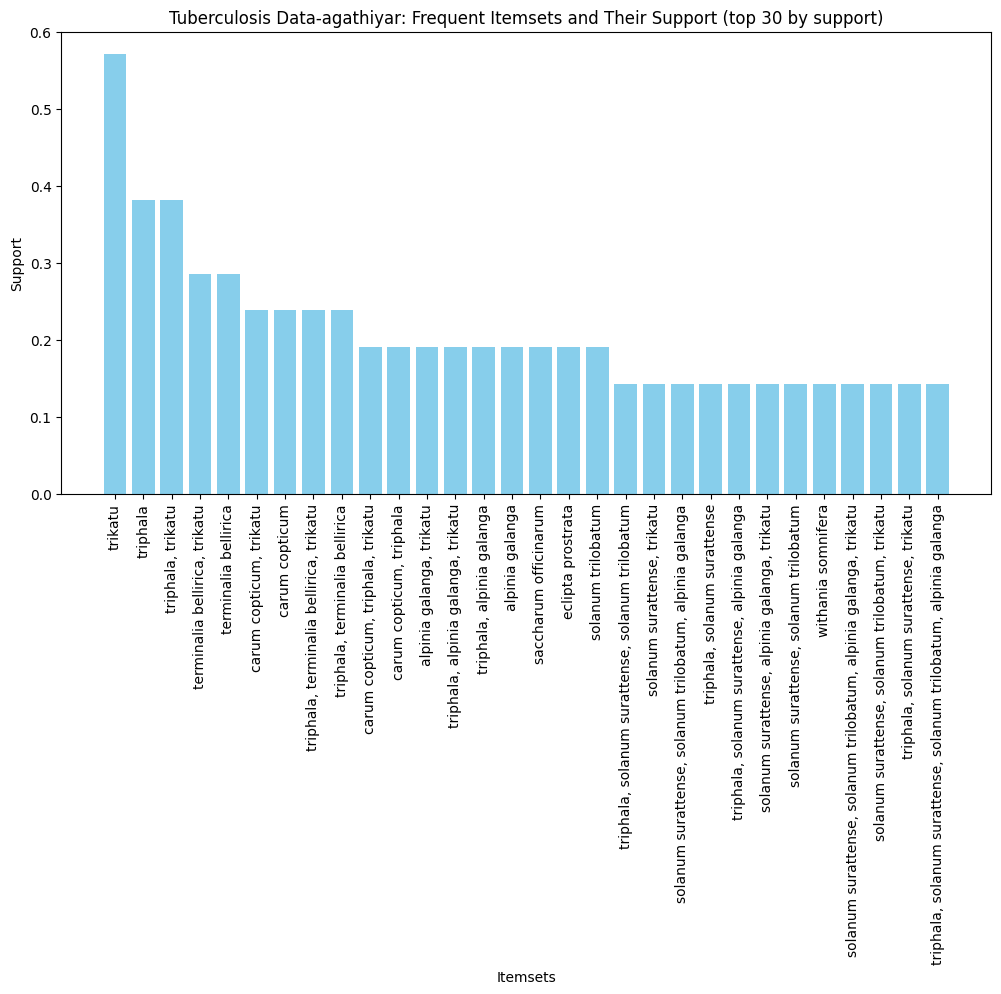 Tuberculosis Data-agathiyar: Frequent Itemsets and Their Support (top 30 by support)
Support
0.6
0.5
0.4
0.3
0.2
0.1
0.0
trikatu
triphala
triphala, trikatu
terminalia bellirica, trikatu
terminalia bellirica
carum copticum, trikatu
carum copticum
triphala, terminalia bellirica, trikatu
triphala, terminalia bellirica
carum copticum, triphala, trikatu
carum copticum, triphala
alpinia galanga, trikatu
triphala, alpinia galanga, trikatu
triphala, alpinia galanga
alpinia galanga
saccharum officinarum
eclipta prostrata
solanum trilobatum
triphala, solanum surattense, solanum trilobatum
solanum surattense, trikatu
solanum surattense, solanum trilobatum, alpinia galanga
triphala, solanum surattense
triphala, solanum surattense, alpinia galanga
solanum surattense, alpinia galanga, trikatu
solanum surattense, solanum trilobatum
withania somnifera
solanum surattense, solanum trilobatum, alpinia galanga, trikatu
solanum surattense, solanum trilobatum, trikatu
triphala, solanum surattense, trikatu
triphala, solanum surattense, solanum trilobatum, alpinia galanga
Itemsets